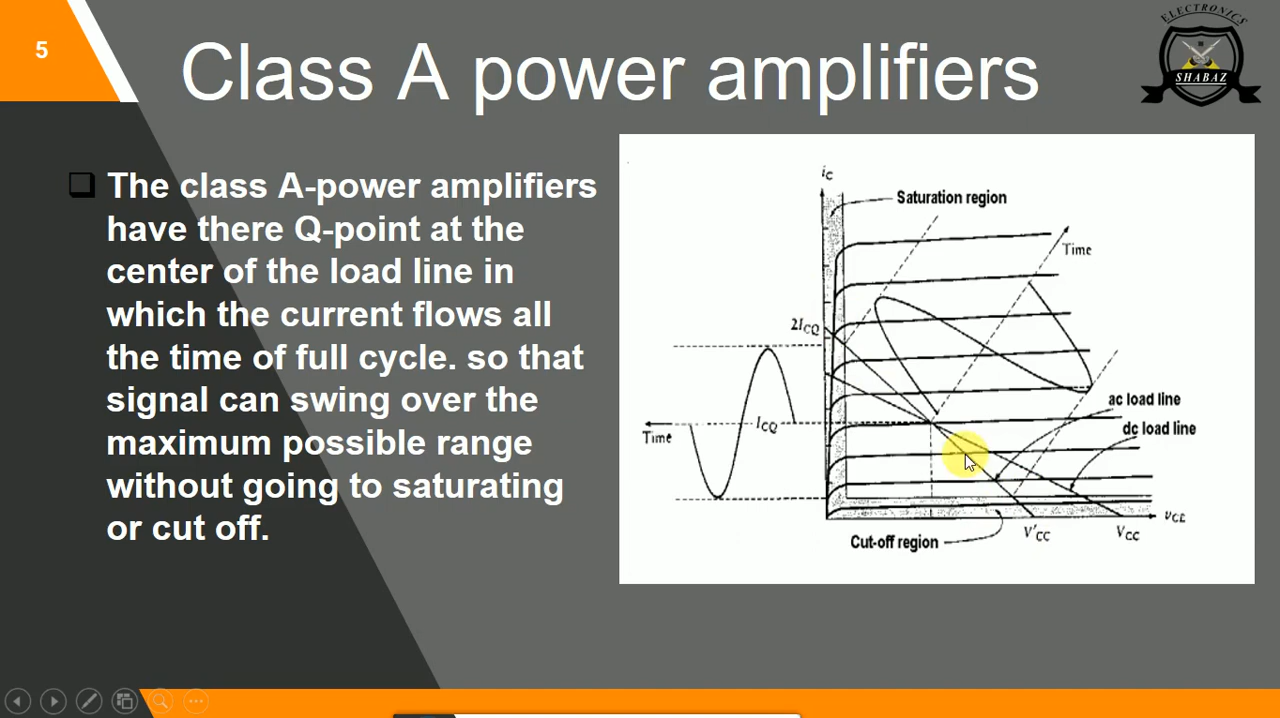 5
Class A power amplifiers
ELECTRONICS
SHABAZ
The class A-power amplifiers
have there Q-point at the
center of the load line in
which the current flows all
the time of full cycle. so that
signal can swing over the
maximum possible range
without going to saturating
or cut off.
iC
Saturation region
Time
2ICQ
ac load line
ICQ
dc load line
Time
vCE
Cut-off region
V'CC
VCC